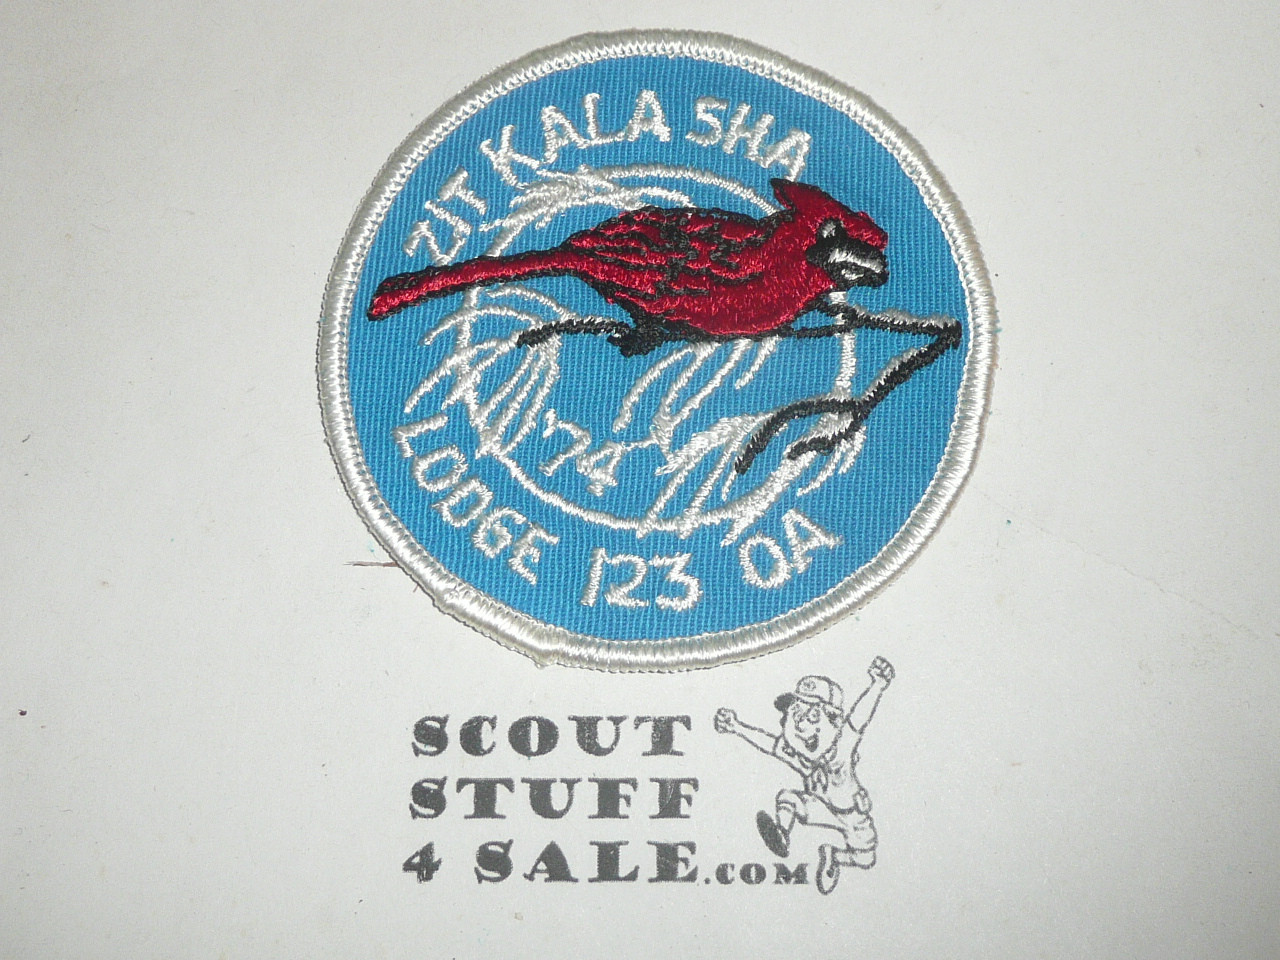 ZIT KALA SHA
'74
LODGE 123 OA
SCOUT
STUFF
4 SALE.COM